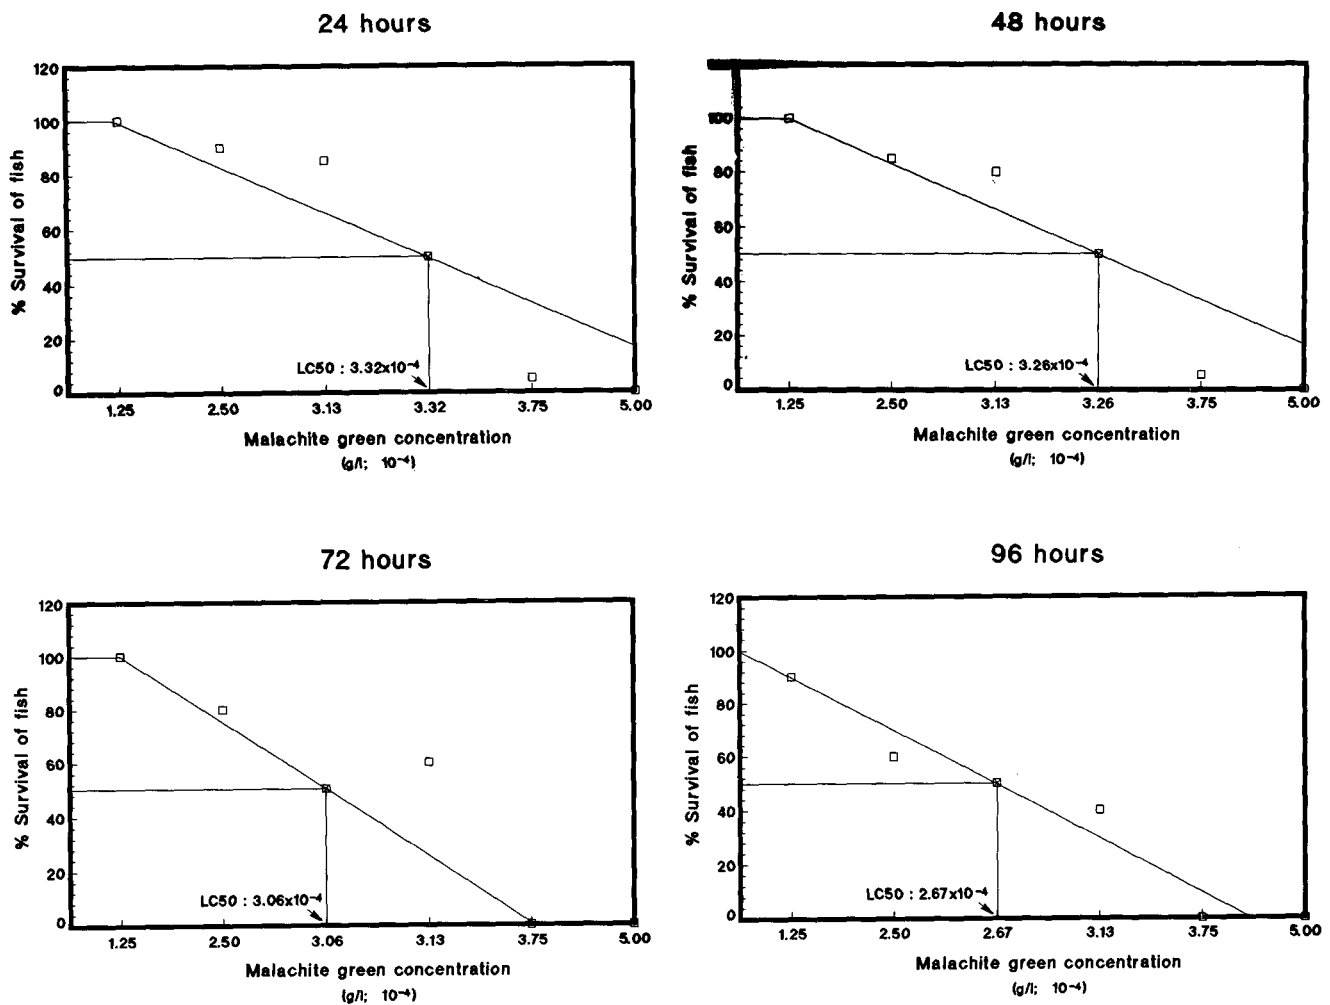 24 hours
120
100
80
60
40
20
0
% Survival of fish
LC50 : 3.32x10⁻⁴
1.25 2.50 3.13 3.32 3.75 5.00
Malachite green concentration
(g/l; 10⁻⁴)
48 hours
100
80
60
40
20
0
% Survival of fish
LC50 : 3.26x10⁻⁴
1.25 2.50 3.13 3.26 3.75 5.00
Malachite green concentration
(g/l; 10⁻⁴)
72 hours
120
100
80
60
40
20
0
% Survival of fish
LC50 : 3.06x10⁻⁴
1.25 2.50 3.06 3.13 3.75 5.00
Malachite green concentration
(g/l; 10⁻⁴)
96 hours
120
100
80
60
40
20
0
% Survival of fish
LC50 : 2.67x10⁻⁴
1.25 2.50 2.67 3.13 3.75 5.00
Malachite green concentration
(g/l; 10⁻⁴)